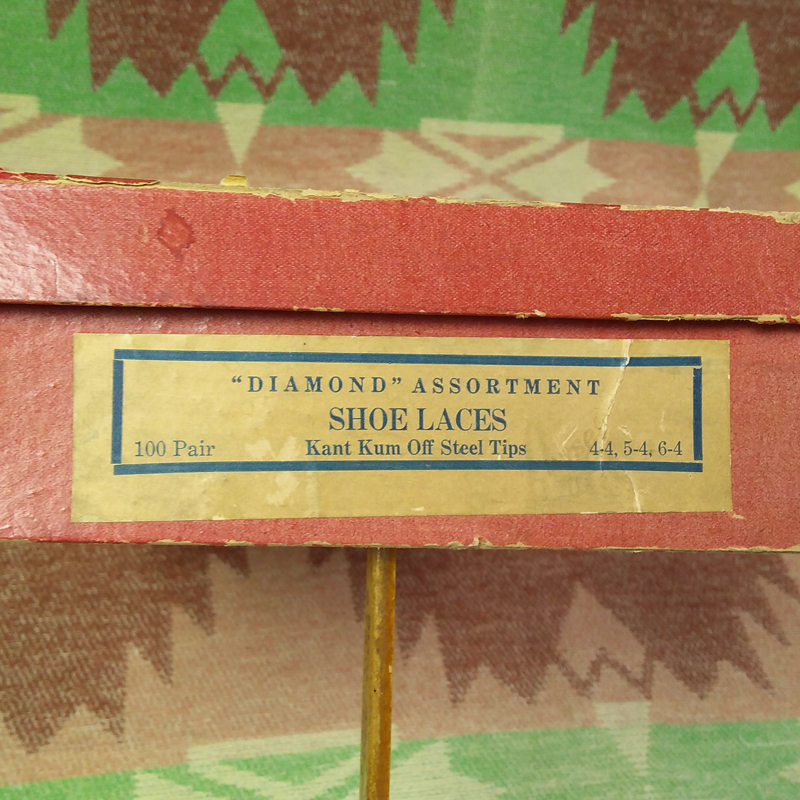 "DIAMOND" ASSORTMENT
SHOE LACES
100 Pair Kant Kum Off Steel Tips 4-4, 5-4, 6-4